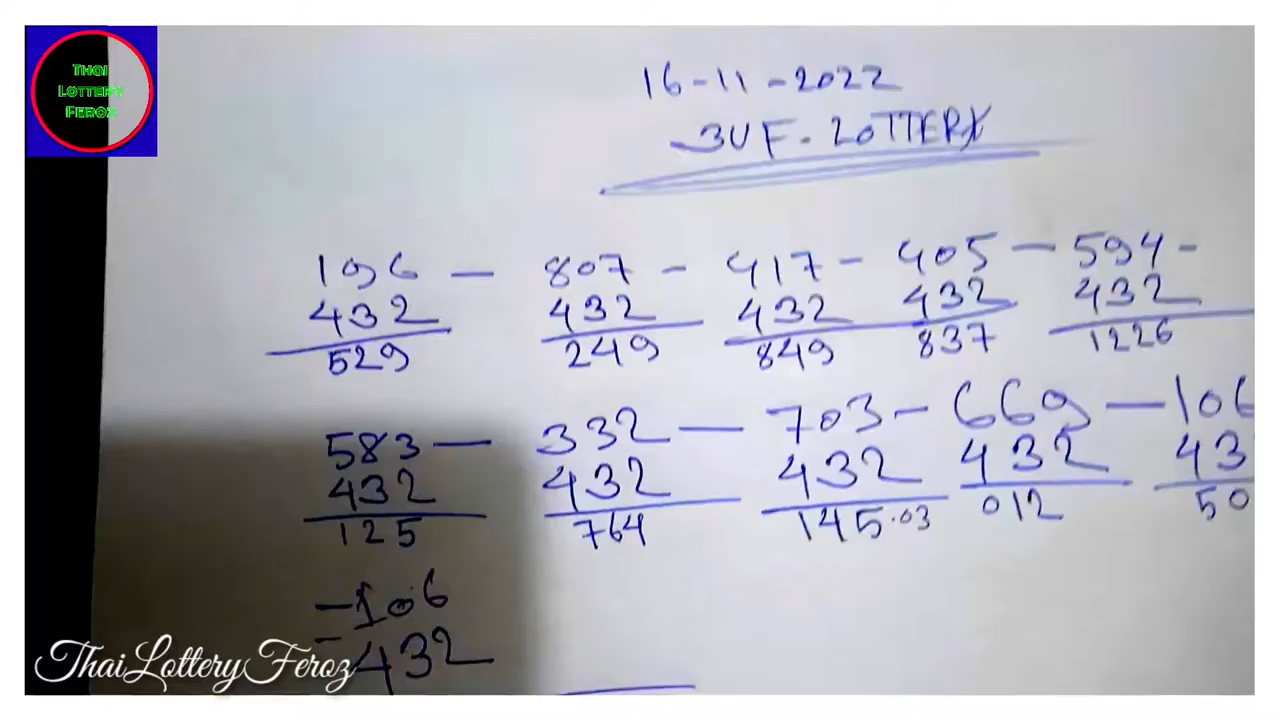 THAI
LOTTERY
FEROZ
16-11-2022
3UF-LOTTERY
196 — 807 - 417 - 405 — 594 -
432 432 432 432 432
529 249 849 837 1226
583 — 332 — 703 — 669 — 106
432 432 432 432 43
125 764 145.03 012 50
— 106
- 432
ThaiLotteryFeroz